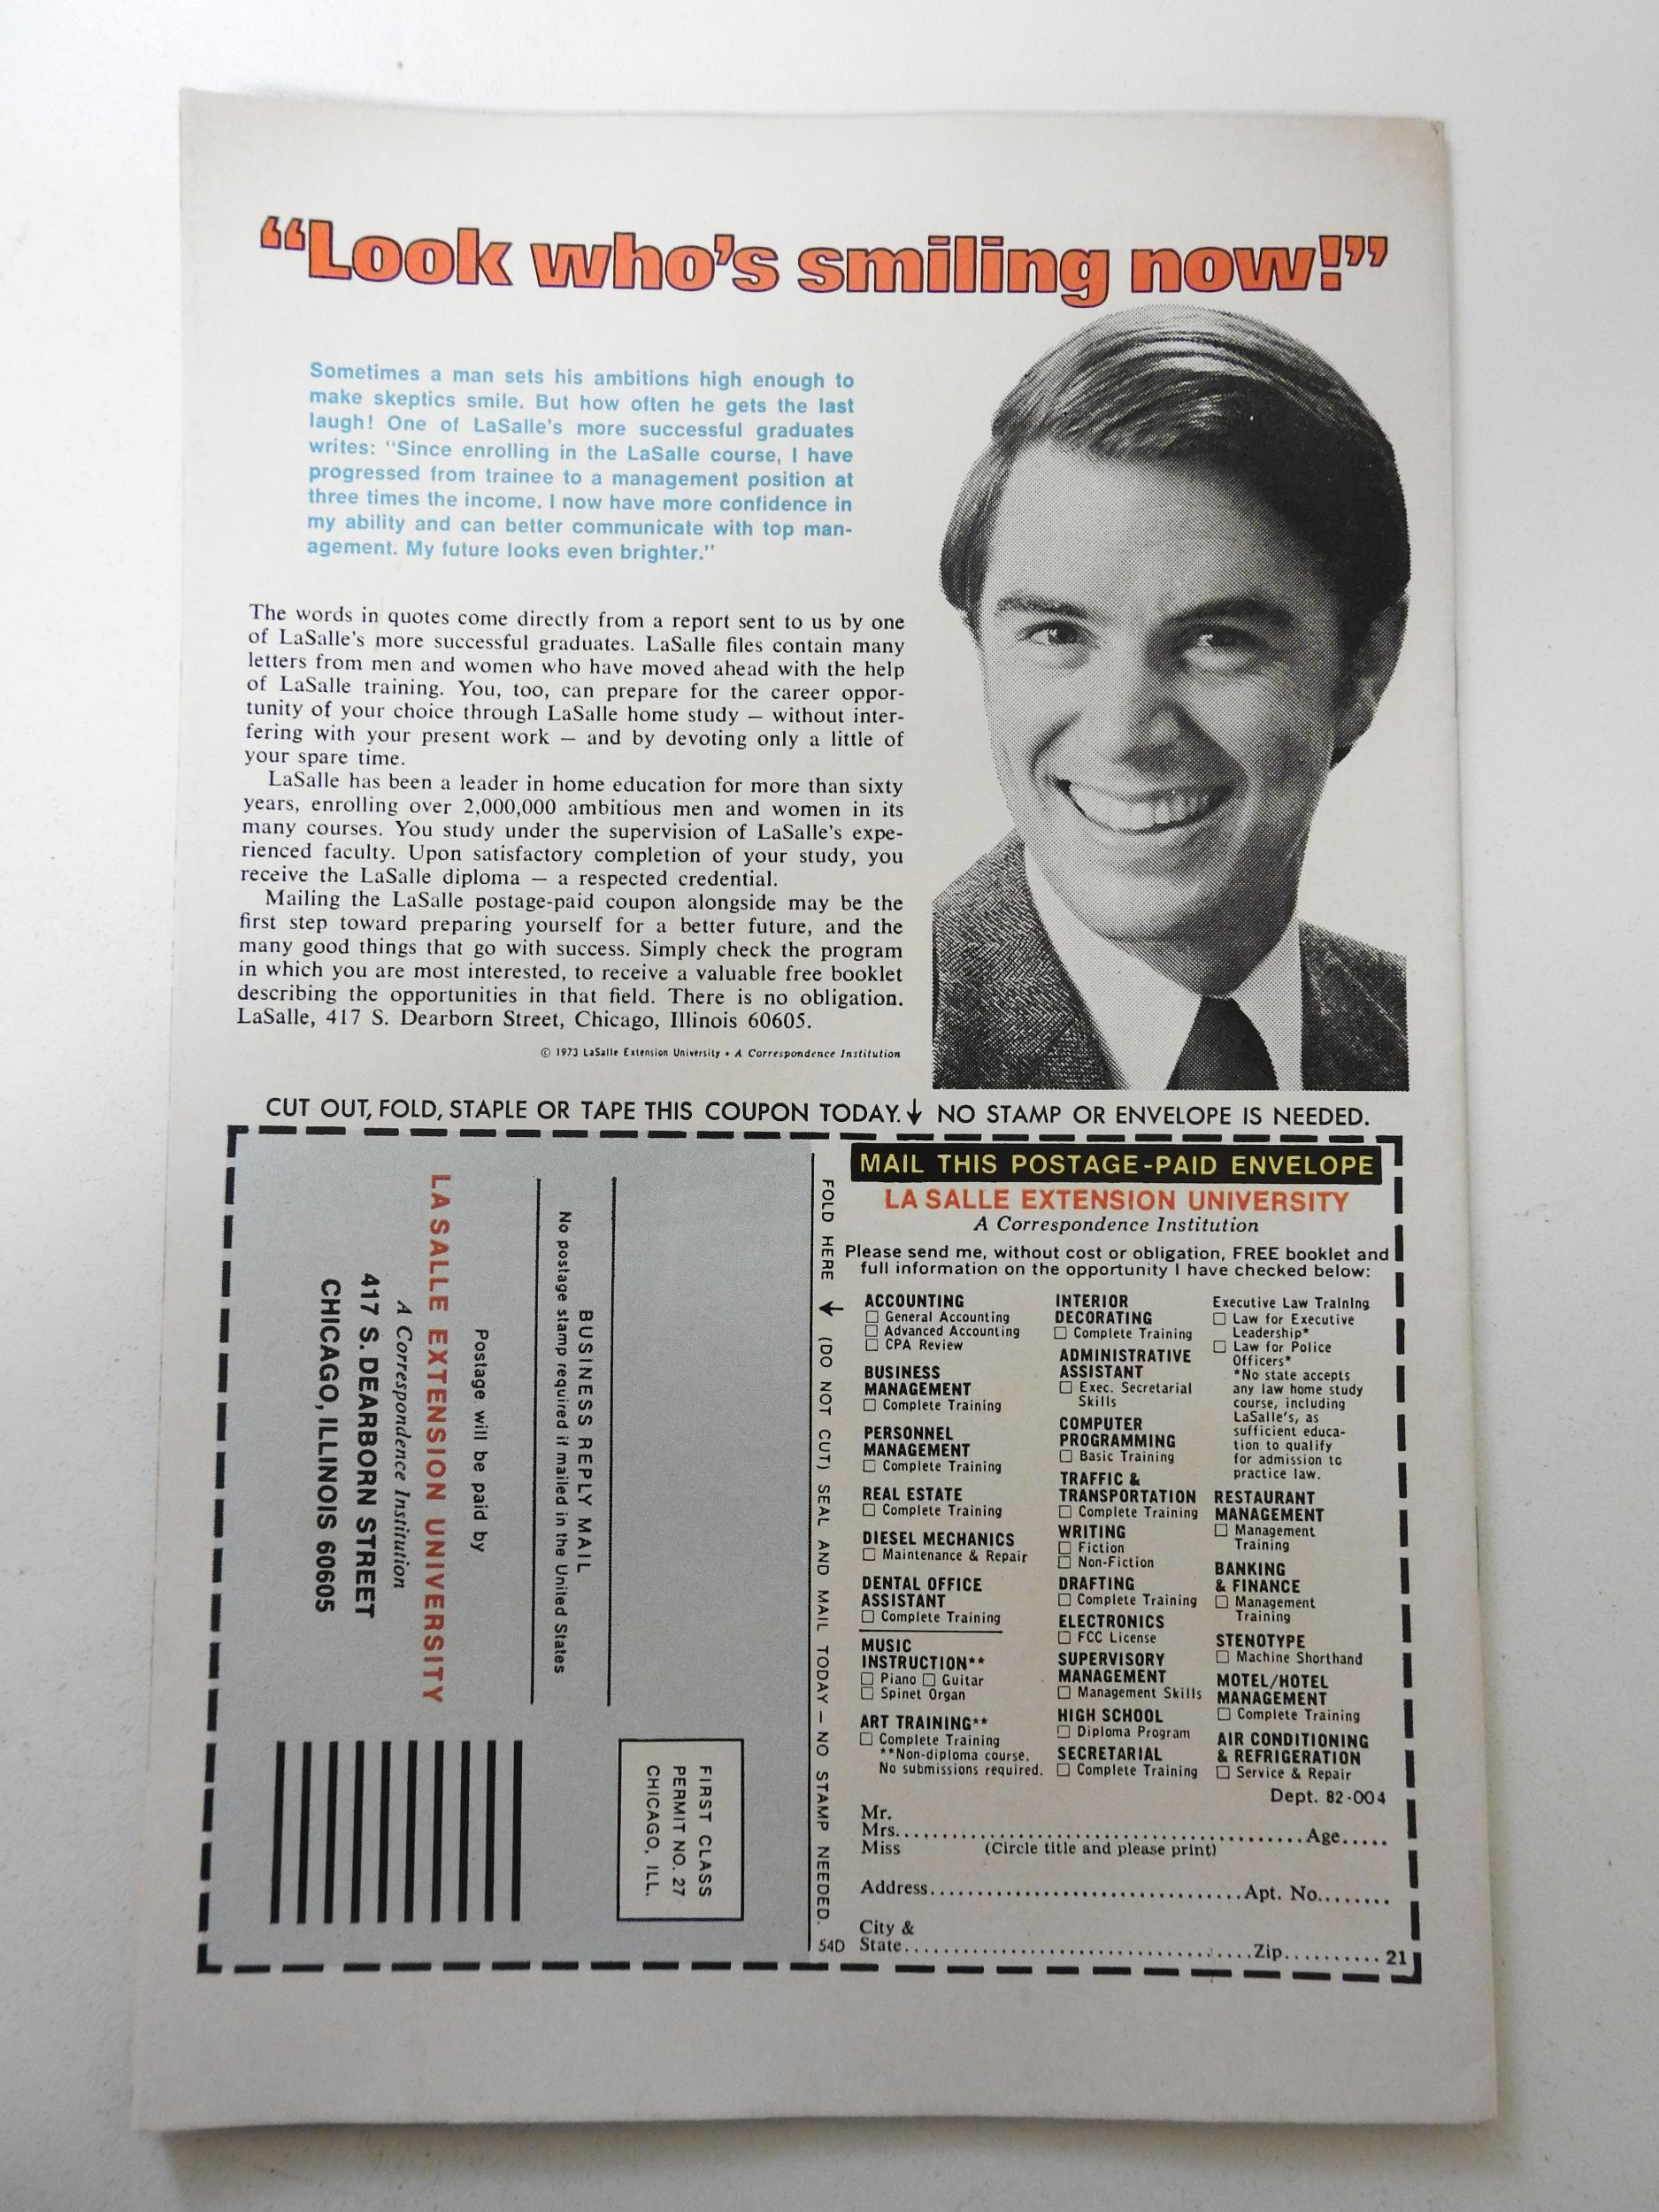 “Look who’s smiling now!”
Sometimes a man sets his ambitions high enough to
make skeptics smile. But how often he gets the last
laugh! One of LaSalle's more successful graduates
writes: "Since enrolling in the LaSalle course, I have
progressed from trainee to a management position at
three times the income. I now have more confidence in
my ability and can better communicate with top man-
agement. My future looks even brighter."
The words in quotes come directly from a report sent to us by one
of LaSalle's more successful graduates. LaSalle files contain many
letters from men and women who have moved ahead with the help
of LaSalle training. You, too, can prepare for the career oppor-
tunity of your choice through LaSalle home study — without inter-
fering with your present work — and by devoting only a little of
your spare time.
LaSalle has been a leader in home education for more than sixty
years, enrolling over 2,000,000 ambitious men and women in its
many courses. You study under the supervision of LaSalle's expe-
rienced faculty. Upon satisfactory completion of your study, you
receive the LaSalle diploma — a respected credential.
Mailing the LaSalle postage-paid coupon alongside may be the
first step toward preparing yourself for a better future, and the
many good things that go with success. Simply check the program
in which you are most interested, to receive a valuable free booklet
describing the opportunities in that field. There is no obligation.
LaSalle, 417 S. Dearborn Street, Chicago, Illinois 60605.
© 1973 LaSalle Extension University • A Correspondence Institution
CUT OUT, FOLD, STAPLE OR TAPE THIS COUPON TODAY. ↓ NO STAMP OR ENVELOPE IS NEEDED.
FIRST CLASS
PERMIT NO. 27
CHICAGO, ILL.
BUSINESS REPLY MAIL
No postage stamp required if mailed in the United States
Postage will be paid by
LA SALLE EXTENSION UNIVERSITY
A Correspondence Institution
417 S. DEARBORN STREET
CHICAGO, ILLINOIS 60605
FOLD HERE ↓ (DO NOT CUT) SEAL AND MAIL TODAY — NO STAMP NEEDED.
54D
MAIL THIS POSTAGE-PAID ENVELOPE
LA SALLE EXTENSION UNIVERSITY
A Correspondence Institution
Please send me, without cost or obligation, FREE booklet and
full information on the opportunity I have checked below:
ACCOUNTING
☐ General Accounting
☐ Advanced Accounting
☐ CPA Review
BUSINESS
MANAGEMENT
☐ Complete Training
PERSONNEL
MANAGEMENT
☐ Complete Training
REAL ESTATE
☐ Complete Training
DIESEL MECHANICS
☐ Maintenance & Repair
DENTAL OFFICE
ASSISTANT
☐ Complete Training
MUSIC
INSTRUCTION**
☐ Piano ☐ Guitar
☐ Spinet Organ
ART TRAINING**
☐ Complete Training
**Non-diploma course.
No submissions required.
INTERIOR
DECORATING
☐ Complete Training
ADMINISTRATIVE
ASSISTANT
☐ Exec. Secretarial
Skills
COMPUTER
PROGRAMMING
☐ Basic Training
TRAFFIC &
TRANSPORTATION
☐ Complete Training
WRITING
☐ Fiction
☐ Non-Fiction
DRAFTING
☐ Complete Training
ELECTRONICS
☐ FCC License
SUPERVISORY
MANAGEMENT
☐ Management Skills
HIGH SCHOOL
☐ Diploma Program
SECRETARIAL
☐ Complete Training
Executive Law Training
☐ Law for Executive
Leadership*
☐ Law for Police
Officers*
*No state accepts
any law home study
course, including
LaSalle's, as
sufficient educa-
tion to qualify
for admission to
practice law.
RESTAURANT
MANAGEMENT
☐ Management
Training
BANKING
& FINANCE
☐ Management
Training
STENOTYPE
☐ Machine Shorthand
MOTEL/HOTEL
MANAGEMENT
☐ Complete Training
AIR CONDITIONING
& REFRIGERATION
☐ Service & Repair
Dept. 82-004
Mr.
Mrs. Age
Miss (Circle title and please print)
Address Apt. No.
City &
State Zip 21